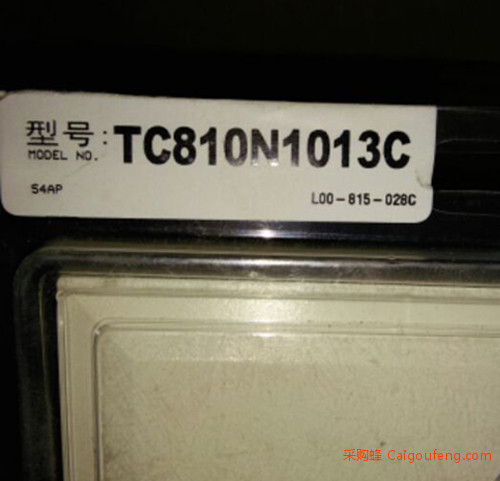 型号: TC810N1013C
MODEL NO.
S4AP L00-815-028C
采购蜂 Caigoufeng.com